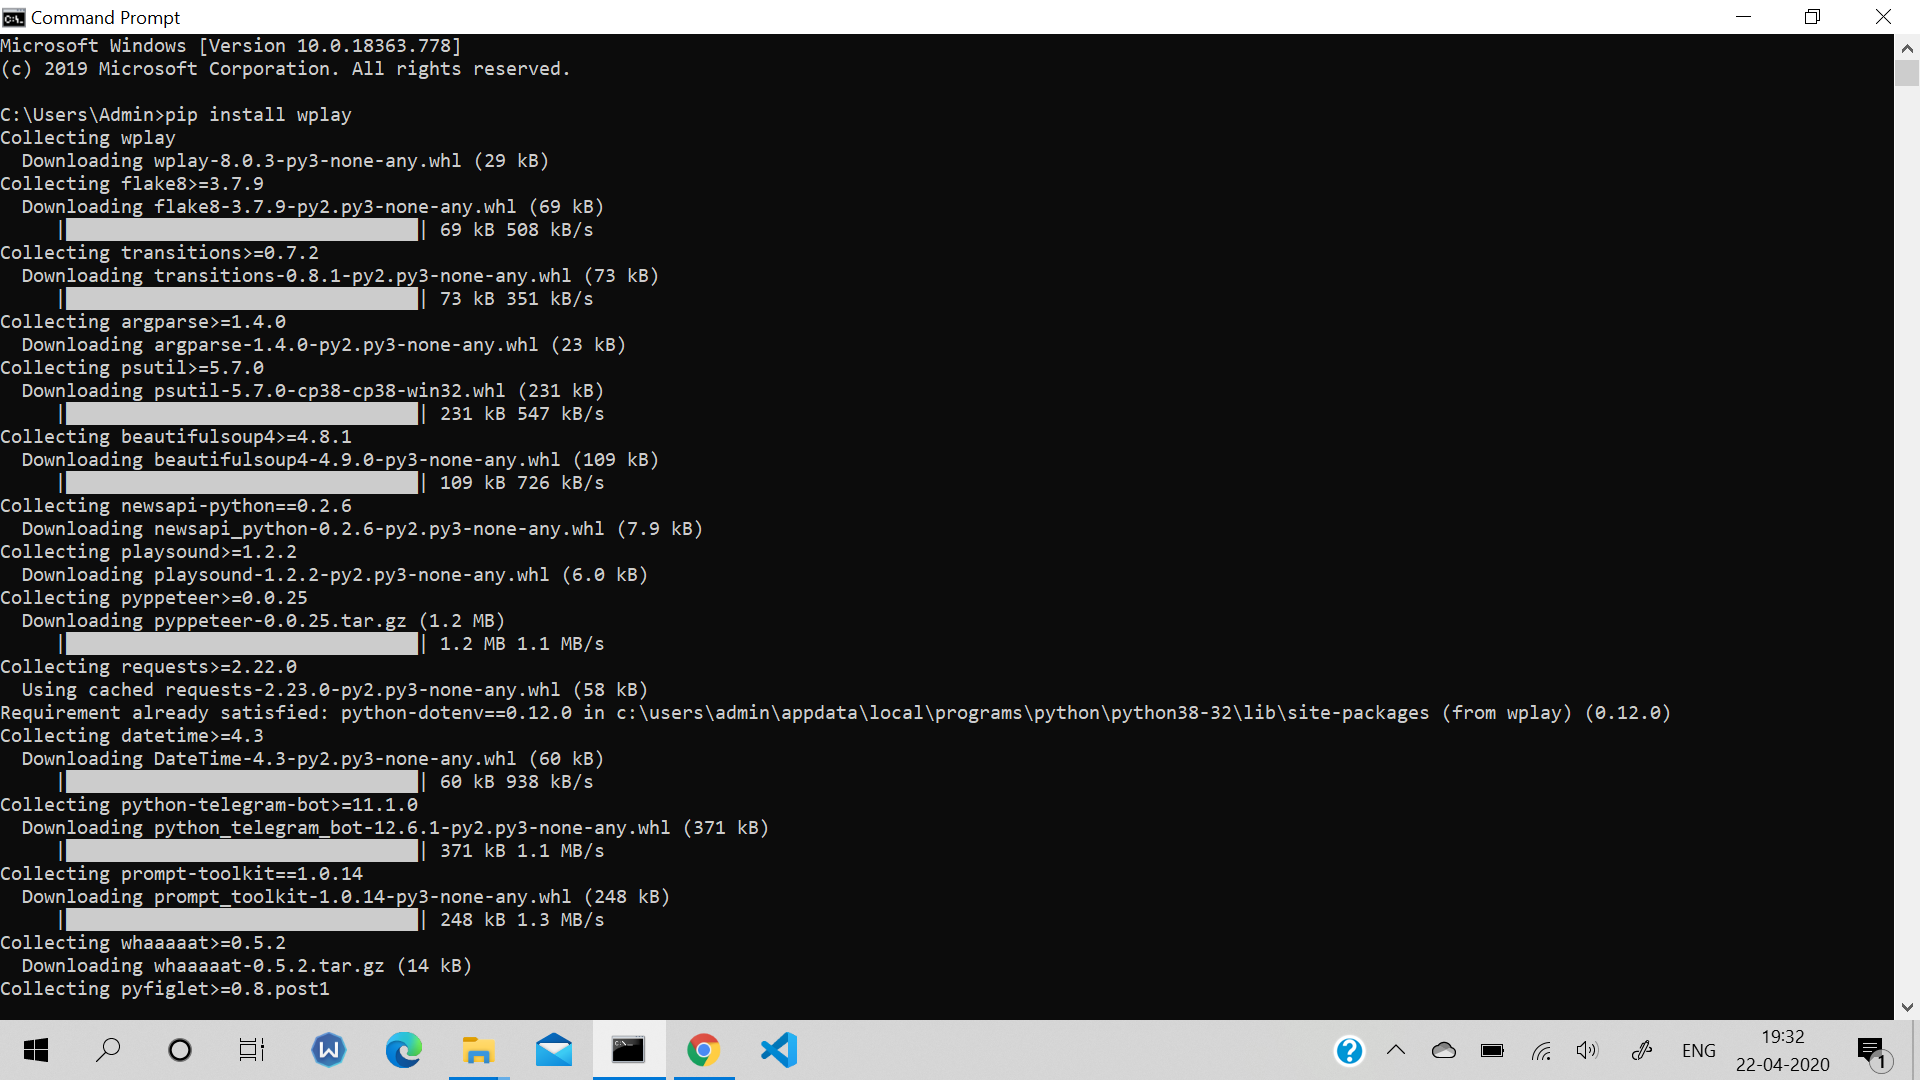 Command Prompt
Microsoft Windows [Version 10.0.18363.778]
(c) 2019 Microsoft Corporation. All rights reserved.
C:\Users\Admin>pip install wplay
Collecting wplay
  Downloading wplay-8.0.3-py3-none-any.whl (29 kB)
Collecting flake8>=3.7.9
  Downloading flake8-3.7.9-py2.py3-none-any.whl (69 kB)
| | 69 kB 508 kB/s
Collecting transitions>=0.7.2
  Downloading transitions-0.8.1-py2.py3-none-any.whl (73 kB)
| | 73 kB 351 kB/s
Collecting argparse>=1.4.0
  Downloading argparse-1.4.0-py2.py3-none-any.whl (23 kB)
Collecting psutil>=5.7.0
  Downloading psutil-5.7.0-cp38-cp38-win32.whl (231 kB)
| | 231 kB 547 kB/s
Collecting beautifulsoup4>=4.8.1
  Downloading beautifulsoup4-4.9.0-py3-none-any.whl (109 kB)
| | 109 kB 726 kB/s
Collecting newsapi-python==0.2.6
  Downloading newsapi_python-0.2.6-py2.py3-none-any.whl (7.9 kB)
Collecting playsound>=1.2.2
  Downloading playsound-1.2.2-py2.py3-none-any.whl (6.0 kB)
Collecting pyppeteer>=0.0.25
  Downloading pyppeteer-0.0.25.tar.gz (1.2 MB)
| | 1.2 MB 1.1 MB/s
Collecting requests>=2.22.0
  Using cached requests-2.23.0-py2.py3-none-any.whl (58 kB)
Requirement already satisfied: python-dotenv==0.12.0 in c:\users\admin\appdata\local\programs\python\python38-32\lib\site-packages (from wplay) (0.12.0)
Collecting datetime>=4.3
  Downloading DateTime-4.3-py2.py3-none-any.whl (60 kB)
| | 60 kB 938 kB/s
Collecting python-telegram-bot>=11.1.0
  Downloading python_telegram_bot-12.6.1-py2.py3-none-any.whl (371 kB)
| | 371 kB 1.1 MB/s
Collecting prompt-toolkit==1.0.14
  Downloading prompt_toolkit-1.0.14-py3-none-any.whl (248 kB)
| | 248 kB 1.3 MB/s
Collecting whaaaaat>=0.5.2
  Downloading whaaaaat-0.5.2.tar.gz (14 kB)
Collecting pyfiglet>=0.8.post1
ENG
19:32
22-04-2020
1